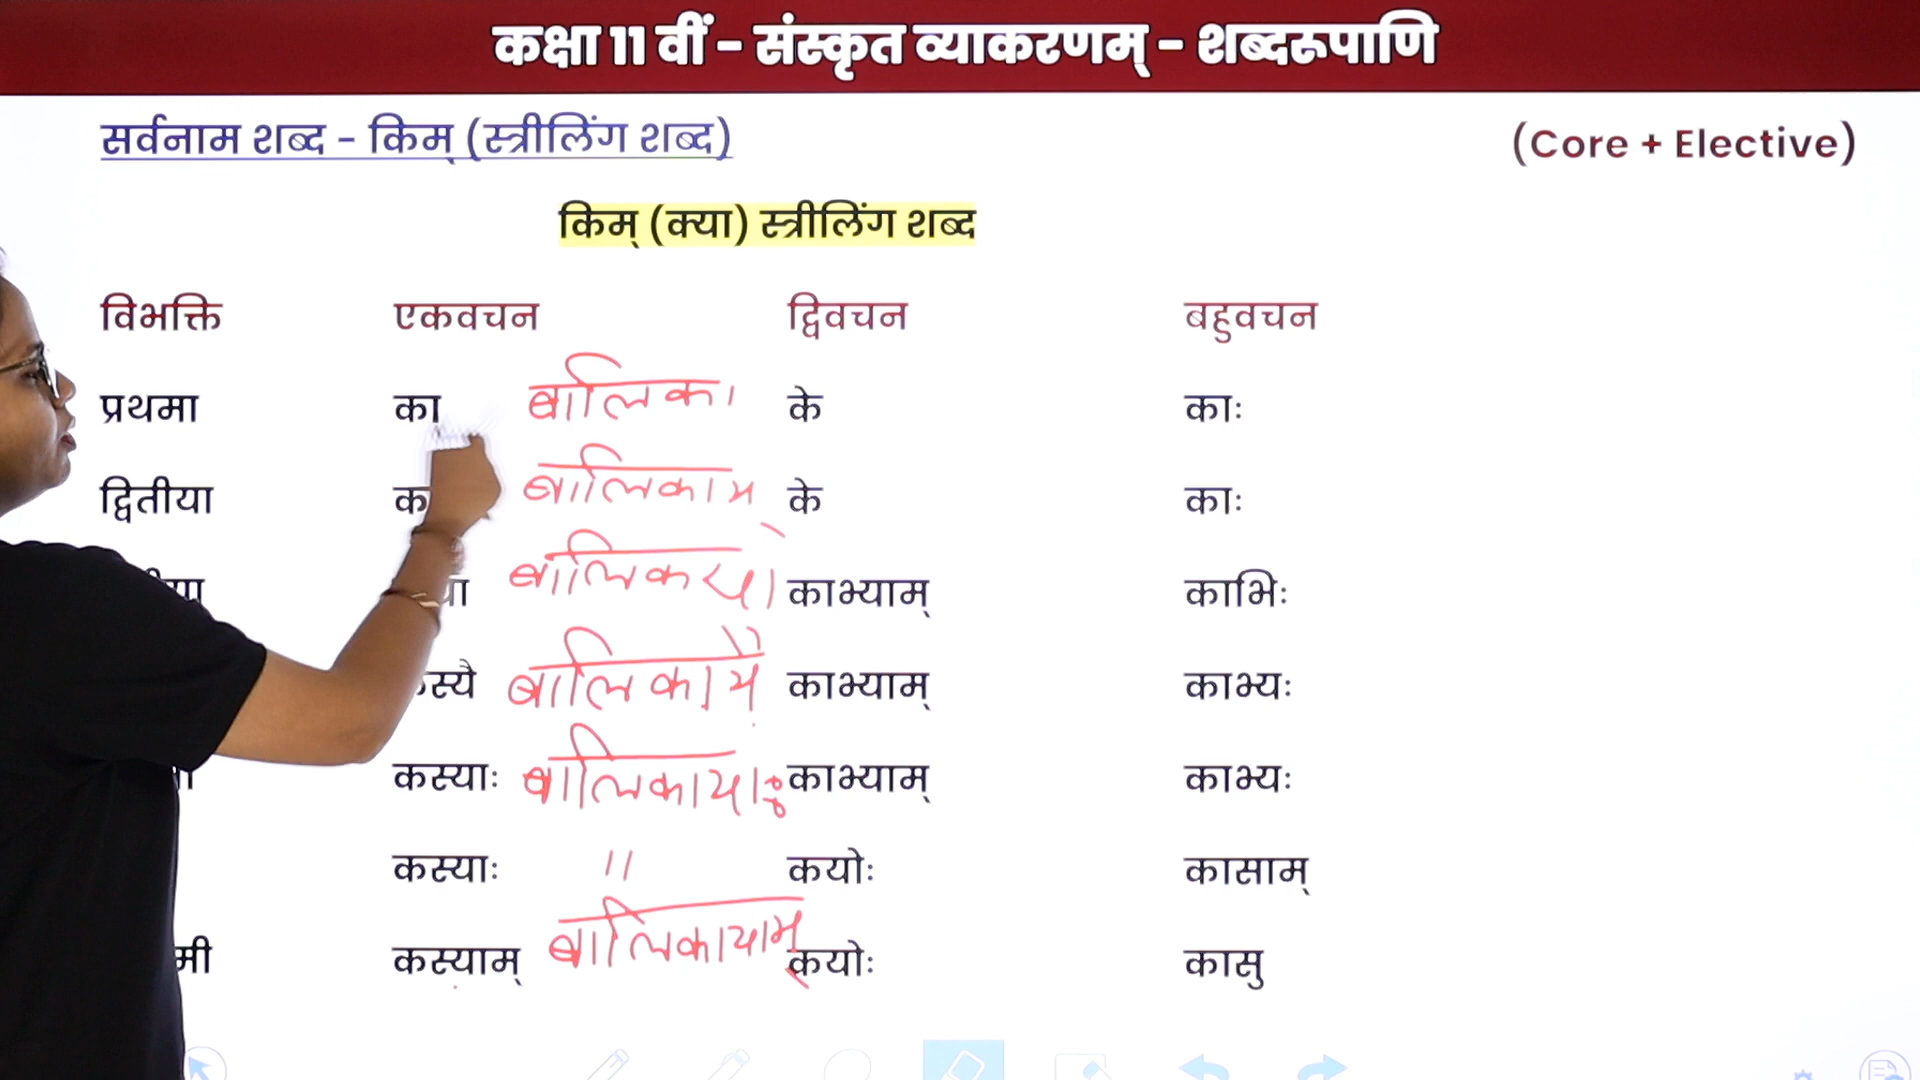 कक्षा 11 वीं - संस्कृत व्याकरणम् - शब्दरूपाणि
सर्वनाम शब्द - किम् (स्त्रीलिंग शब्द) (Core + Elective)
किम् (क्या) स्त्रीलिंग शब्द
विभक्ति एकवचन द्विवचन बहुवचन
प्रथमा का बालिका के काः
द्वितीया बालिकाम् के काः
बालिकया काभ्याम् काभिः
बालिकायै काभ्याम् काभ्यः
कस्याः बालिकायाः काभ्याम् काभ्यः
कस्याः " कयोः कासाम्
कस्याम् बालिकायाम् कयोः कासु